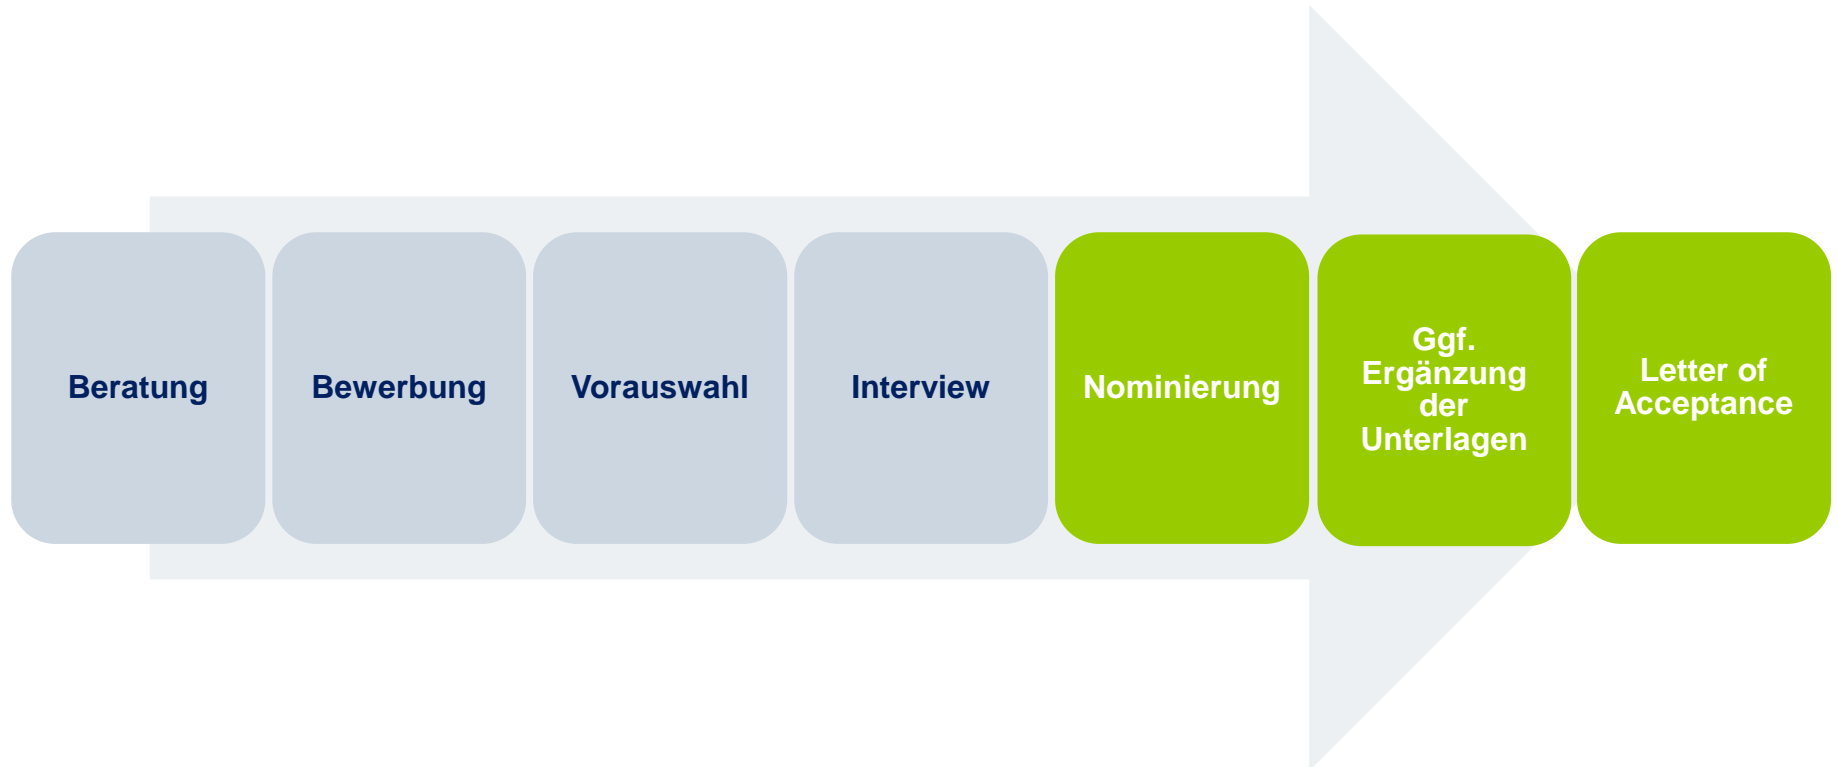 Beratung
Bewerbung
Vorauswahl
Interview
Nominierung
Ggf.
Ergänzung
der
Unterlagen
Letter of
Acceptance